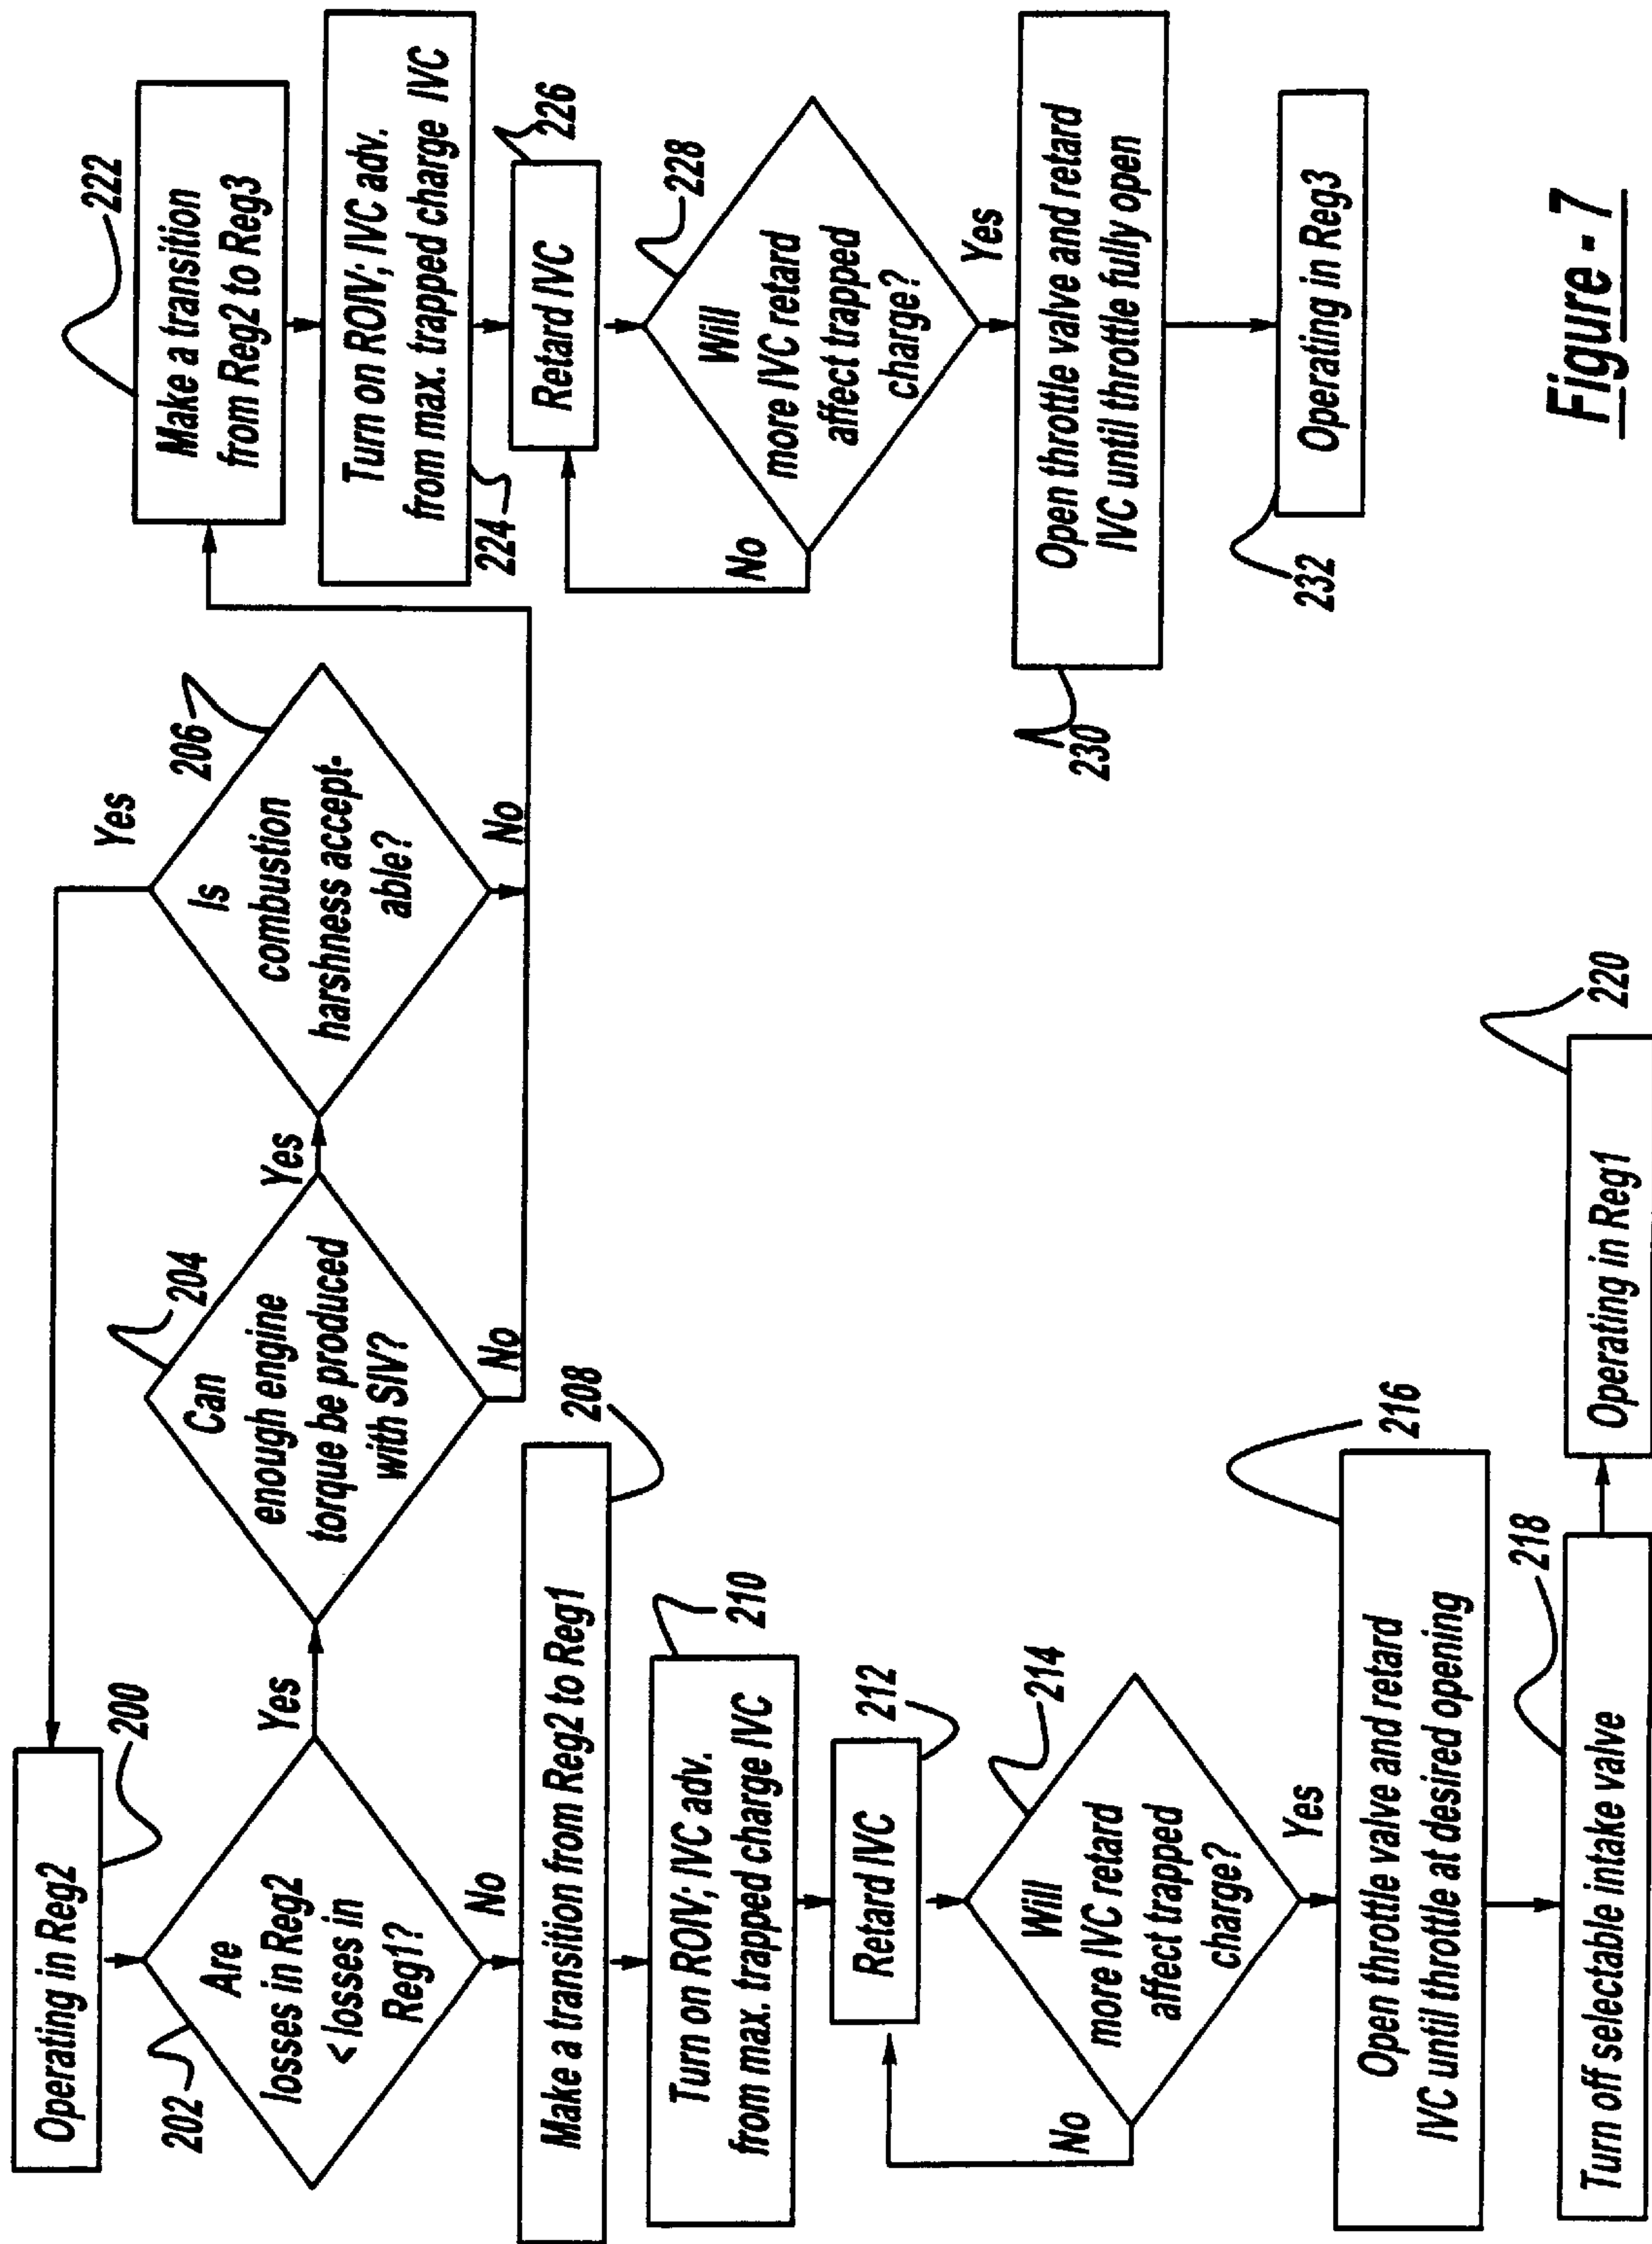 Operating in Reg2
200
Are
losses in Reg2
< losses in
Reg1?
202
Yes
No
Can
enough engine
torque be produced
with SIV?
204
Yes
No
Is
combustion
harshness accept-
able?
206
Yes
No
Make a transition from Reg2 to Reg1
208
Turn on ROIV; IVC adv.
from max. trapped charge IVC
210
Retard IVC
212
Will
more IVC retard
affect trapped
charge?
214
No
Yes
Open throttle valve and retard
IVC until throttle at desired opening
216
Turn off selectable intake valve
218
Operating in Reg1
220
Make a transition
from Reg2 to Reg3
222
Turn on ROIV; IVC adv.
from max. trapped charge IVC
224
Retard IVC
226
Will
more IVC retard
affect trapped
charge?
228
No
Yes
Open throttle valve and retard
IVC until throttle fully open
230
Operating in Reg3
232
Figure - 7